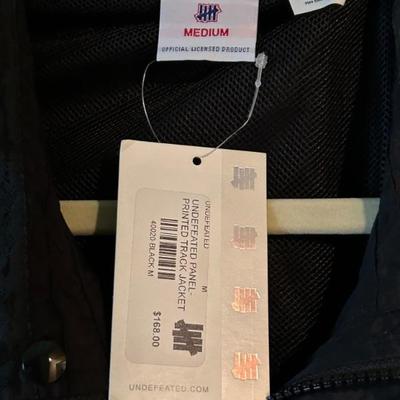 MEDIUM
OFFICIAL LICENSED PRODUCT
UNDEFEATED
M
UNDEFEATED PANEL-
PRINTED TRACK JACKET
40020 BLACK-M
$168.00
UNDEFEATED.COM